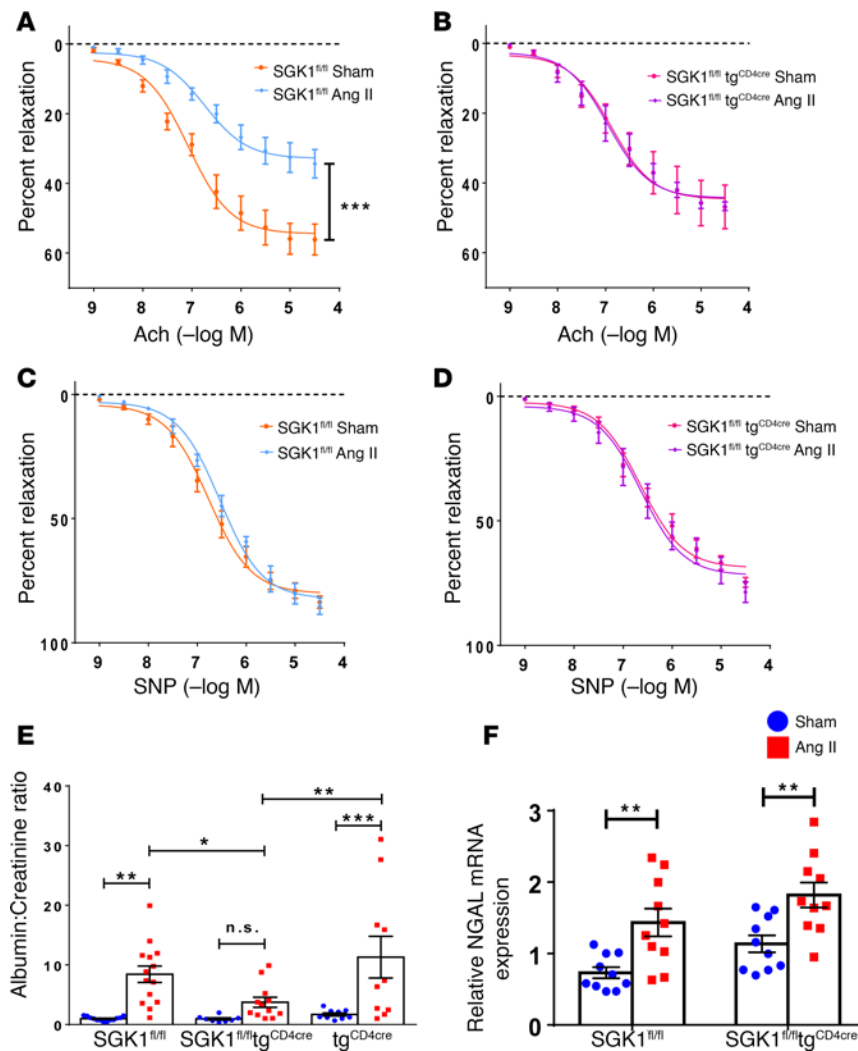 A
0
20
40
60
Percent relaxation
SGK1fl/fl Sham
SGK1fl/fl Ang II
***
9 8 7 6 5 4
Ach (–log M)
B
0
20
40
60
Percent relaxation
SGK1fl/fl tgCD4cre Sham
SGK1fl/fl tgCD4cre Ang II
9 8 7 6 5 4
Ach (–log M)
C
0
50
100
Percent relaxation
SGK1fl/fl Sham
SGK1fl/fl Ang II
9 8 7 6 5 4
SNP (–log M)
D
0
50
100
Percent relaxation
SGK1fl/fl tgCD4cre Sham
SGK1fl/fl tgCD4cre Ang II
9 8 7 6 5 4
SNP (–log M)
E
Albumin:Creatinine ratio
40
30
20
10
0
**
*
n.s.
**
***
SGK1fl/fl SGK1fl/fltgCD4cre tgCD4cre
F
Sham
Ang II
Relative NGAL mRNA
expression
3
2
1
0
**
**
SGK1fl/fl SGK1fl/fltgCD4cre